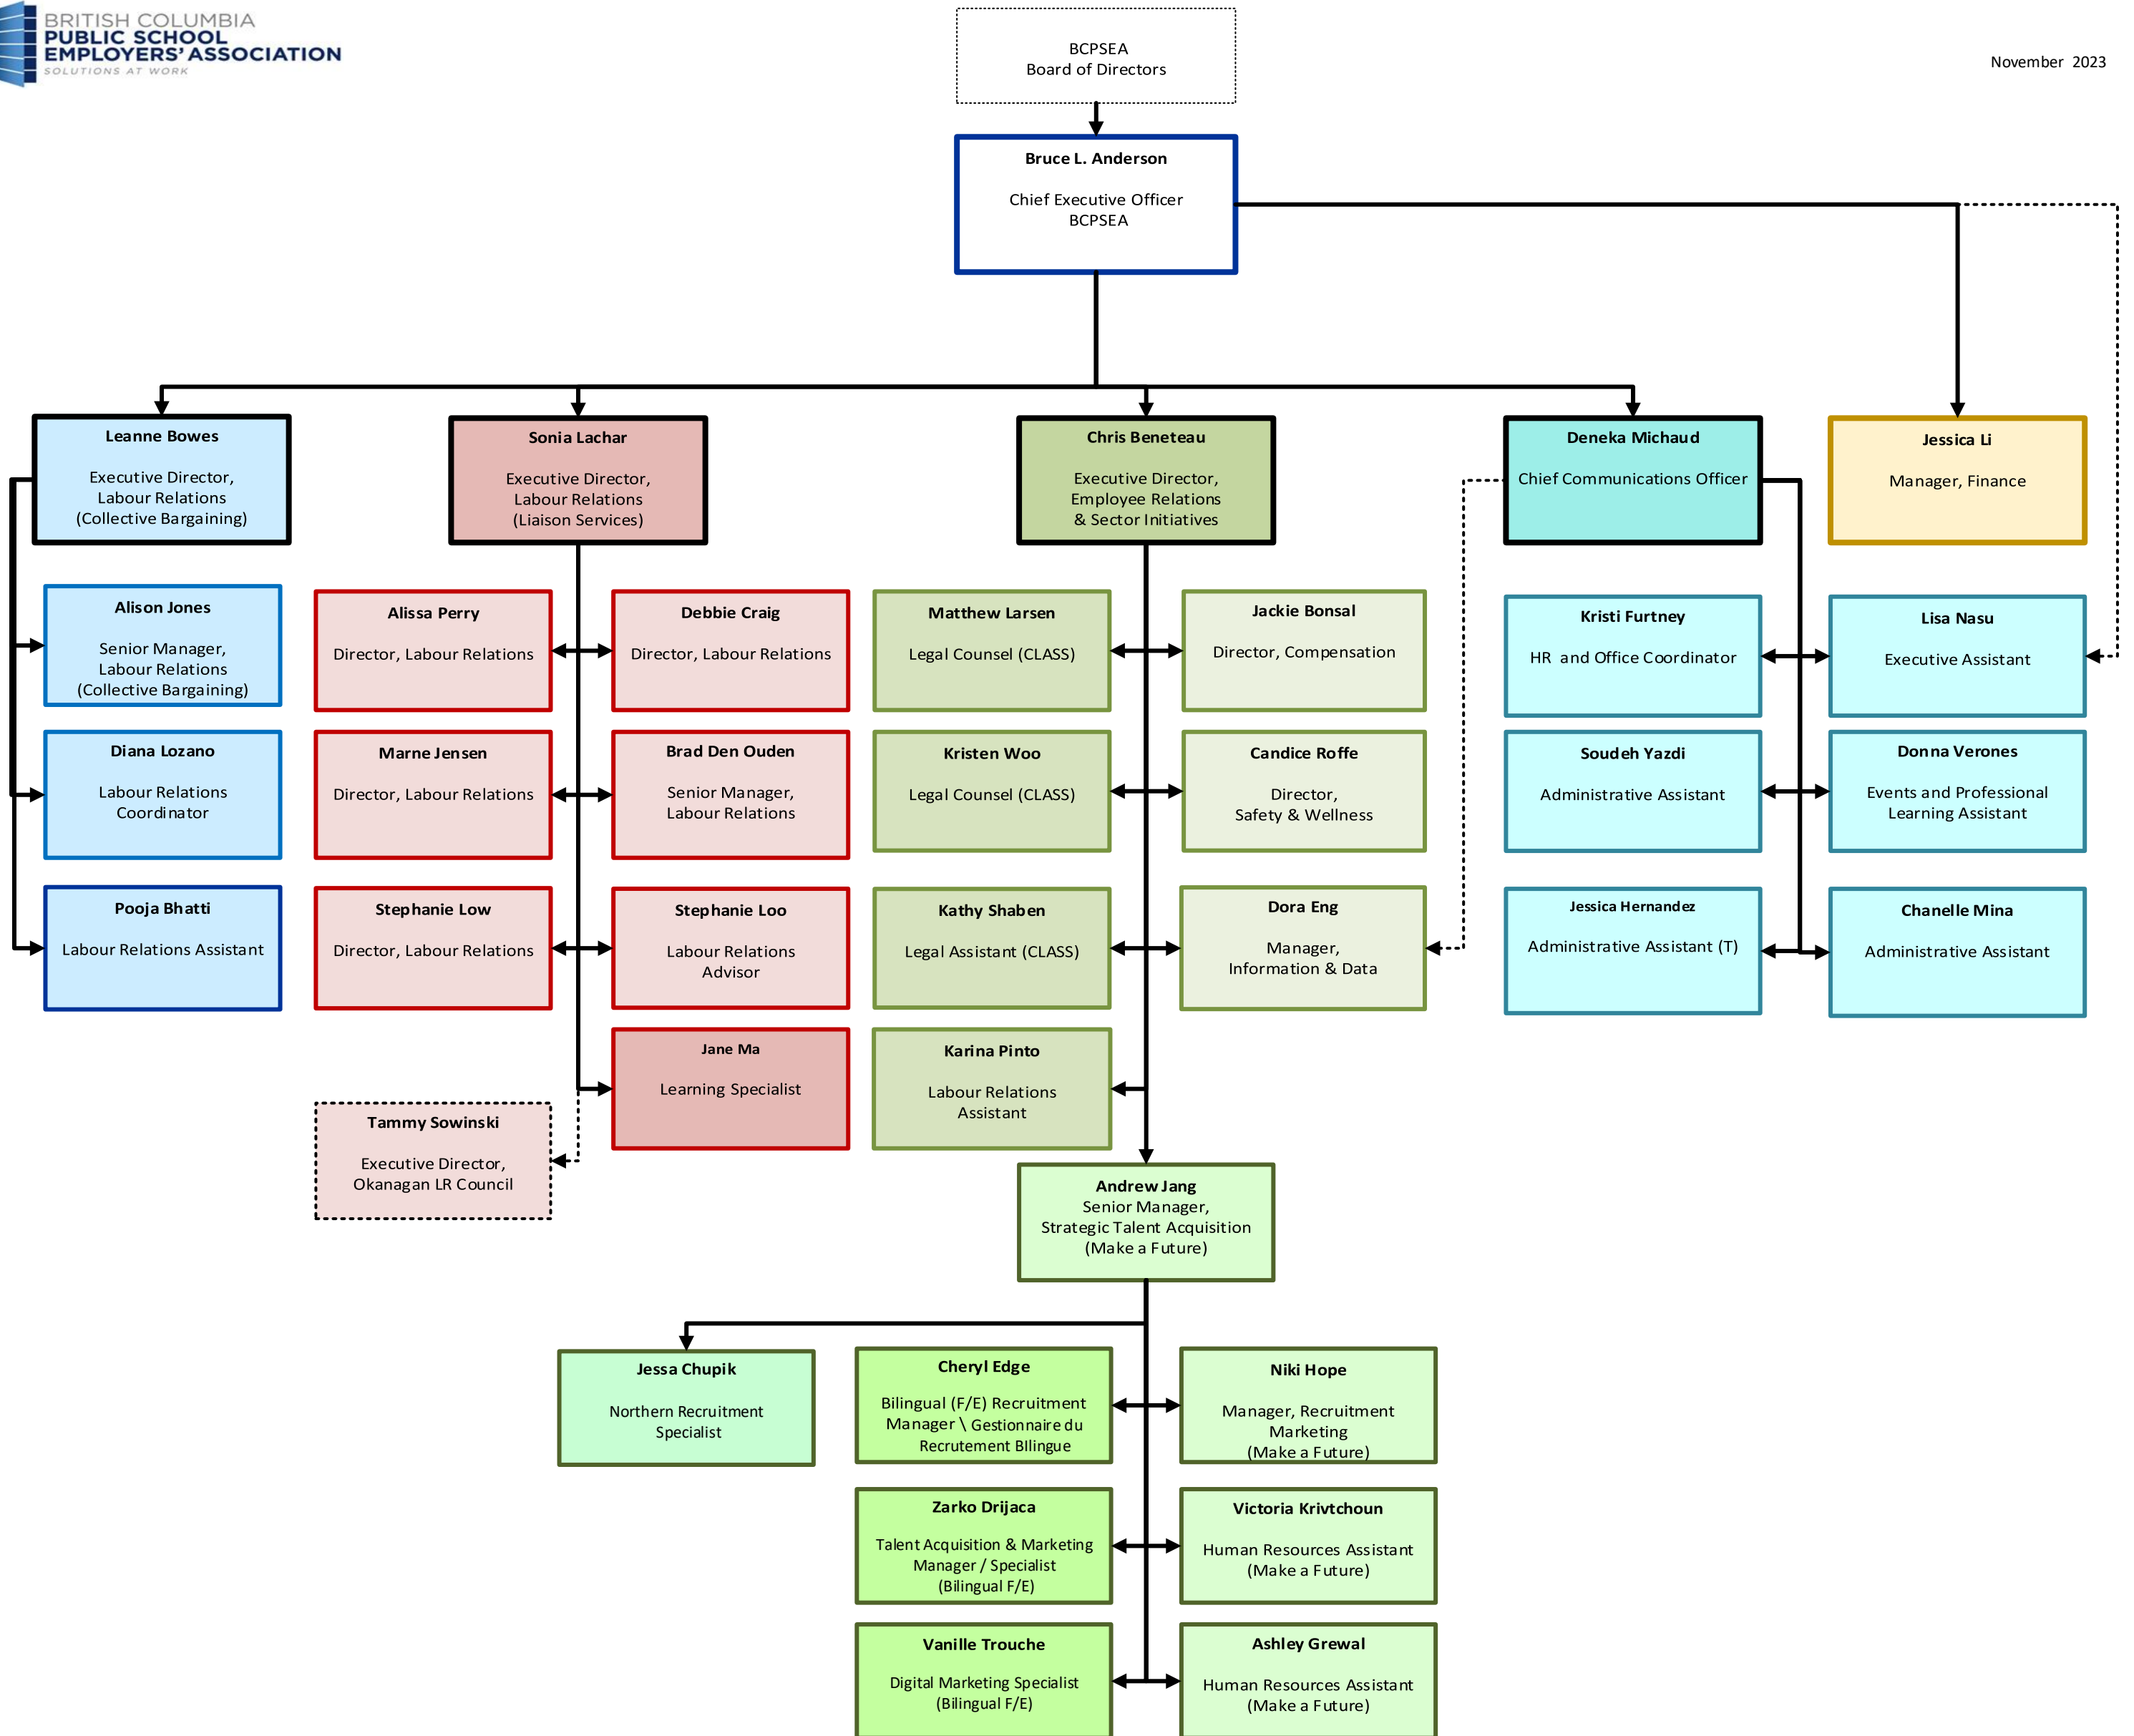 BRITISH COLUMBIA
PUBLIC SCHOOL
EMPLOYERS' ASSOCIATION
SOLUTIONS AT WORK
November 2023
BCPSEA
Board of Directors
Bruce L. Anderson
Chief Executive Officer
BCPSEA
Leanne Bowes
Executive Director,
Labour Relations
(Collective Bargaining)
Sonia Lachar
Executive Director,
Labour Relations
(Liaison Services)
Chris Beneteau
Executive Director,
Employee Relations
& Sector Initiatives
Deneka Michaud
Chief Communications Officer
Jessica Li
Manager, Finance
Alison Jones
Senior Manager,
Labour Relations
(Collective Bargaining)
Alissa Perry
Director, Labour Relations
Debbie Craig
Director, Labour Relations
Matthew Larsen
Legal Counsel (CLASS)
Jackie Bonsal
Director, Compensation
Kristi Furtney
HR and Office Coordinator
Lisa Nasu
Executive Assistant
Diana Lozano
Labour Relations
Coordinator
Marne Jensen
Director, Labour Relations
Brad Den Ouden
Senior Manager,
Labour Relations
Kristen Woo
Legal Counsel (CLASS)
Candice Roffe
Director,
Safety & Wellness
Soudeh Yazdi
Administrative Assistant
Donna Verones
Events and Professional
Learning Assistant
Pooja Bhatti
Labour Relations Assistant
Stephanie Low
Director, Labour Relations
Stephanie Loo
Labour Relations
Advisor
Kathy Shaben
Legal Assistant (CLASS)
Dora Eng
Manager,
Information & Data
Jessica Hernandez
Administrative Assistant (T)
Chanelle Mina
Administrative Assistant
Jane Ma
Learning Specialist
Karina Pinto
Labour Relations
Assistant
Tammy Sowinski
Executive Director,
Okanagan LR Council
Andrew Jang
Senior Manager,
Strategic Talent Acquisition
(Make a Future)
Jessa Chupik
Northern Recruitment
Specialist
Cheryl Edge
Bilingual (F/E) Recruitment
Manager \ Gestionnaire du
Recrutement BIlingue
Niki Hope
Manager, Recruitment
Marketing
(Make a Future)
Zarko Drijaca
Talent Acquisition & Marketing
Manager / Specialist
(Bilingual F/E)
Victoria Krivtchoun
Human Resources Assistant
(Make a Future)
Vanille Trouche
Digital Marketing Specialist
(Bilingual F/E)
Ashley Grewal
Human Resources Assistant
(Make a Future)